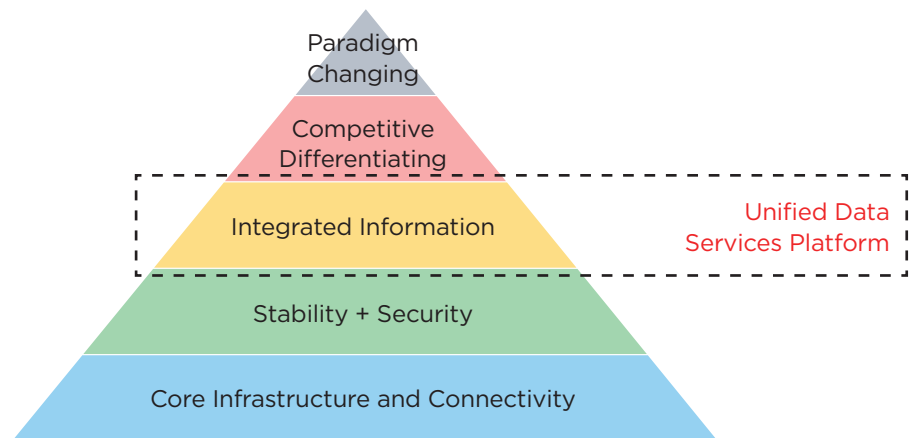 Paradigm
Changing
Competitive
Differentiating
Integrated Information
Unified Data
Services Platform
Stability + Security
Core Infrastructure and Connectivity